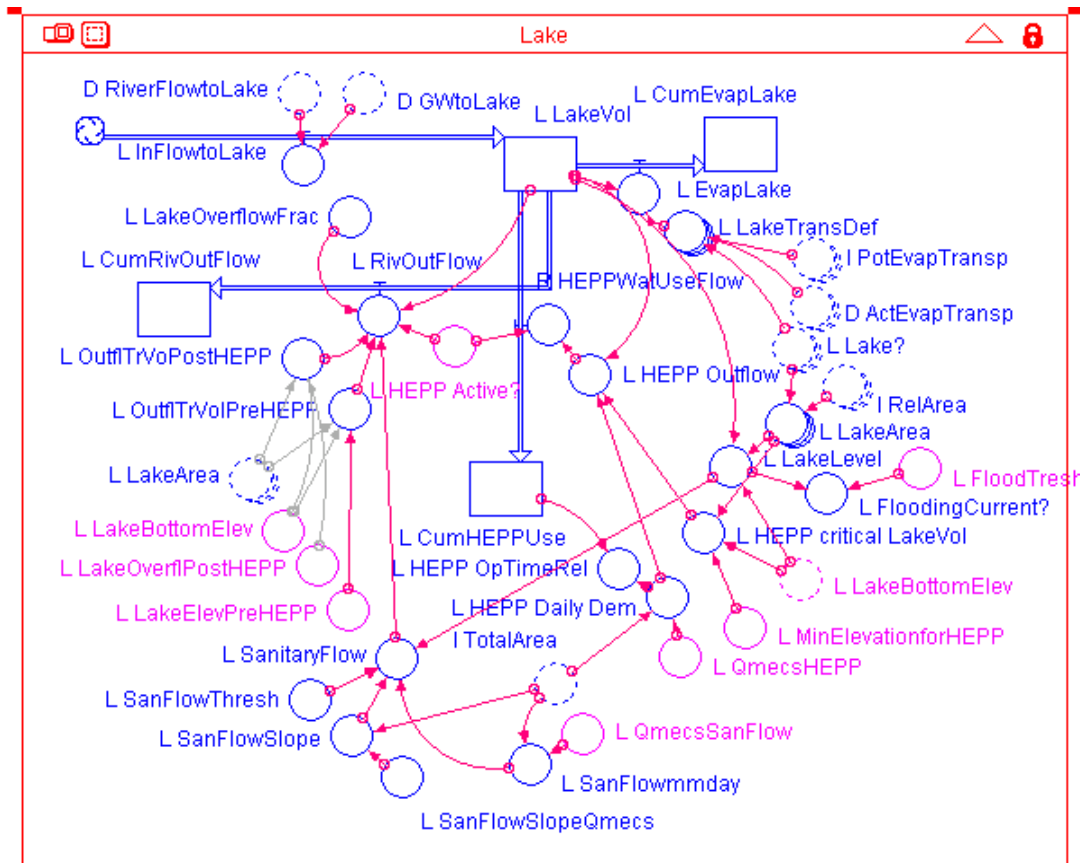 Lake
D RiverFlowtoLake
D GWtoLake
L CumEvapLake
L LakeVol
L InFlowtoLake
L EvapLake
L LakeOverflowFrac
L LakeTransDef
L CumRivOutFlow
L RivOutFlow
I PotEvapTransp
HEPPWatUseFlow
D ActEvapTransp
L OutflTrVoPostHEPP
L Lake?
L HEPP Active?
L HEPP Outflow
L OutflTrVolPreHEPP
I RelArea
L LakeArea
L LakeArea
L LakeLevel
L FloodTresh
L FloodingCurrent?
L LakeBottomElev
L CumHEPPUse
L HEPP critical LakeVol
L LakeOverflPostHEPP
L HEPP OpTimeRel
L LakeBottomElev
L LakeElevPreHEPP
L HEPP Daily Dem
L MinElevationforHEPP
I TotalArea
L SanitaryFlow
L QmecsHEPP
L SanFlowThresh
L SanFlowSlope
L QmecsSanFlow
L SanFlowmmday
L SanFlowSlopeQmecs